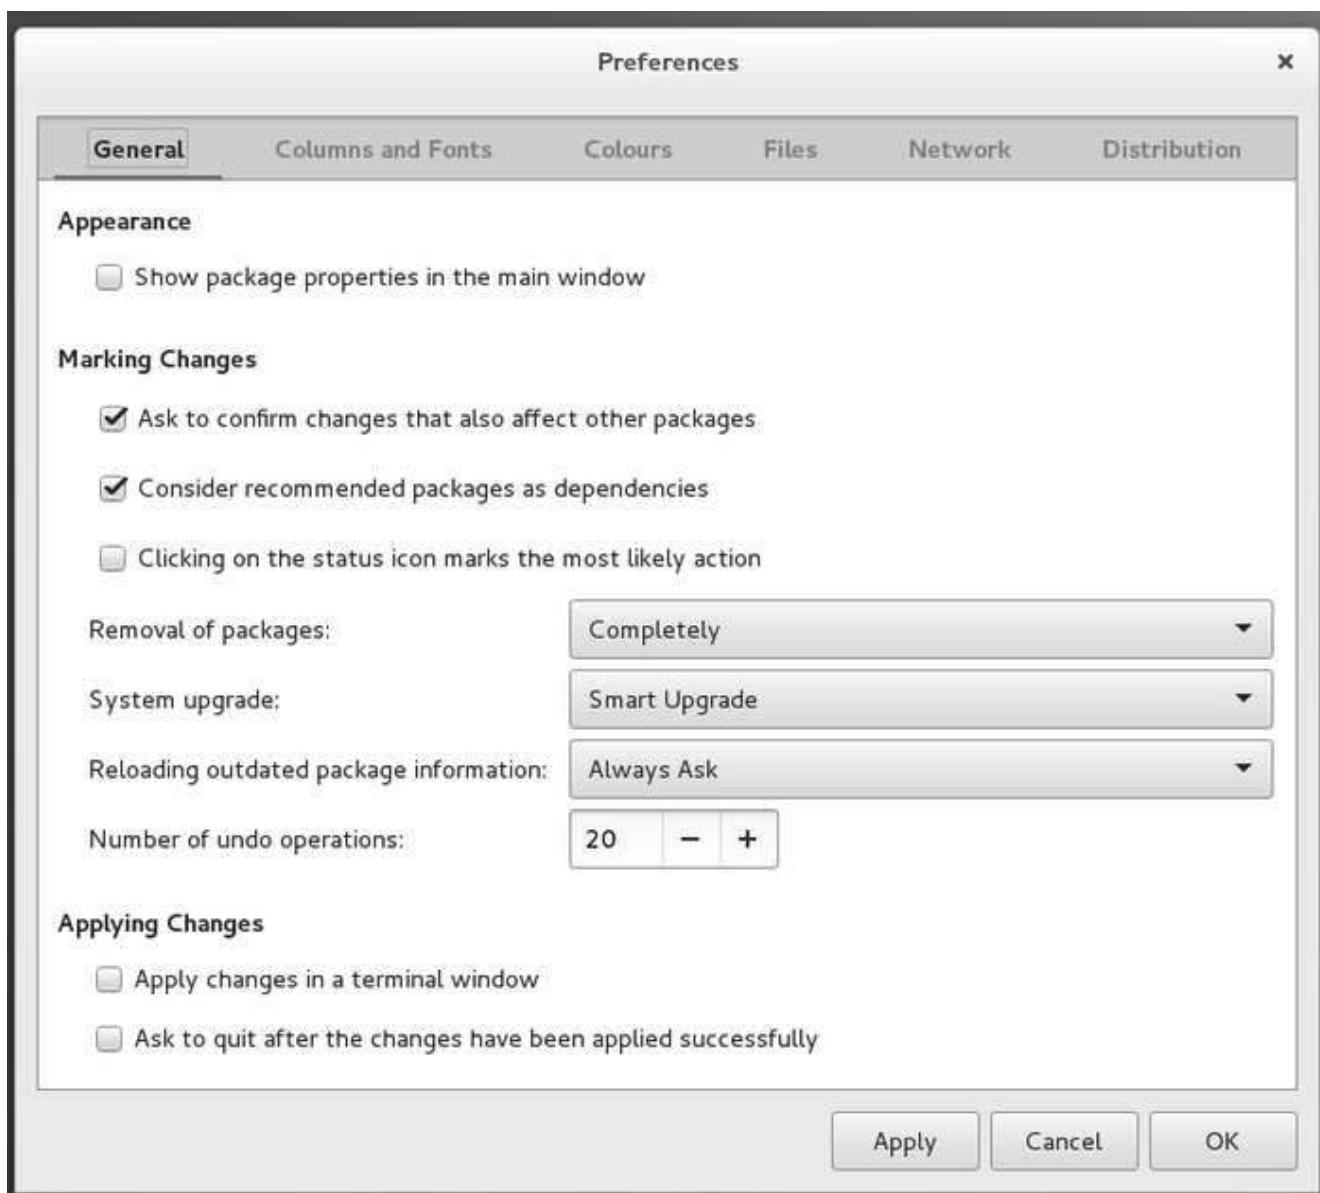 Preferences
General Columns and Fonts Colours Files Network Distribution
Appearance
Show package properties in the main window
Marking Changes
Ask to confirm changes that also affect other packages
Consider recommended packages as dependencies
Clicking on the status icon marks the most likely action
Removal of packages: Completely
System upgrade: Smart Upgrade
Reloading outdated package information: Always Ask
Number of undo operations: 20 − +
Applying Changes
Apply changes in a terminal window
Ask to quit after the changes have been applied successfully
Apply Cancel OK